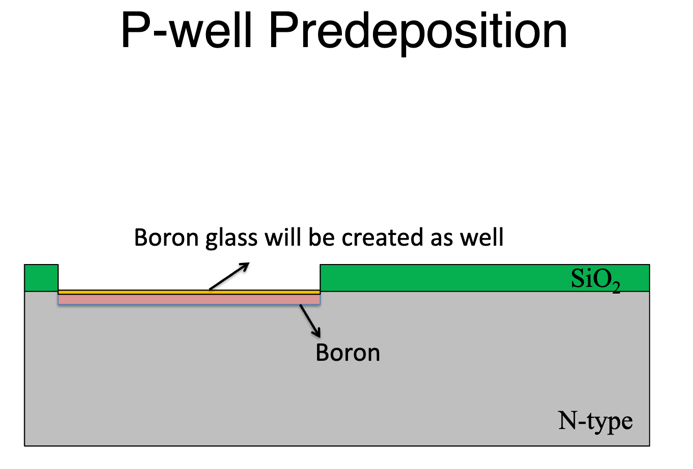 P-well Predeposition
Boron glass will be created as well
SiO₂
Boron
N-type